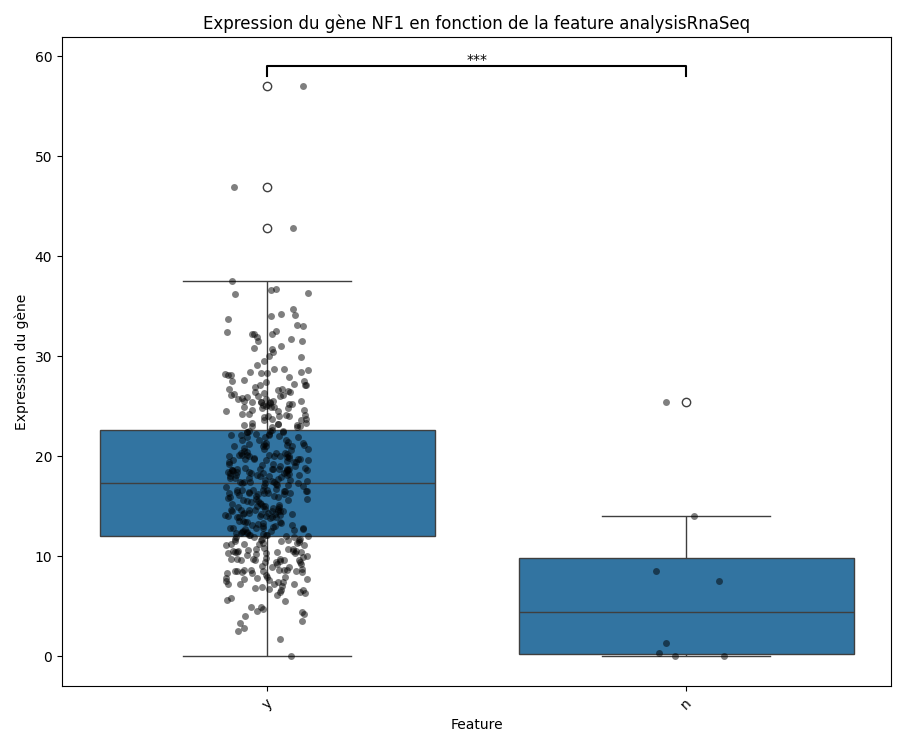 Expression du gène NF1 en fonction de la feature analysisRnaSeq
***
60
50
40
30
20
10
0
Expression du gène
y
n
Feature